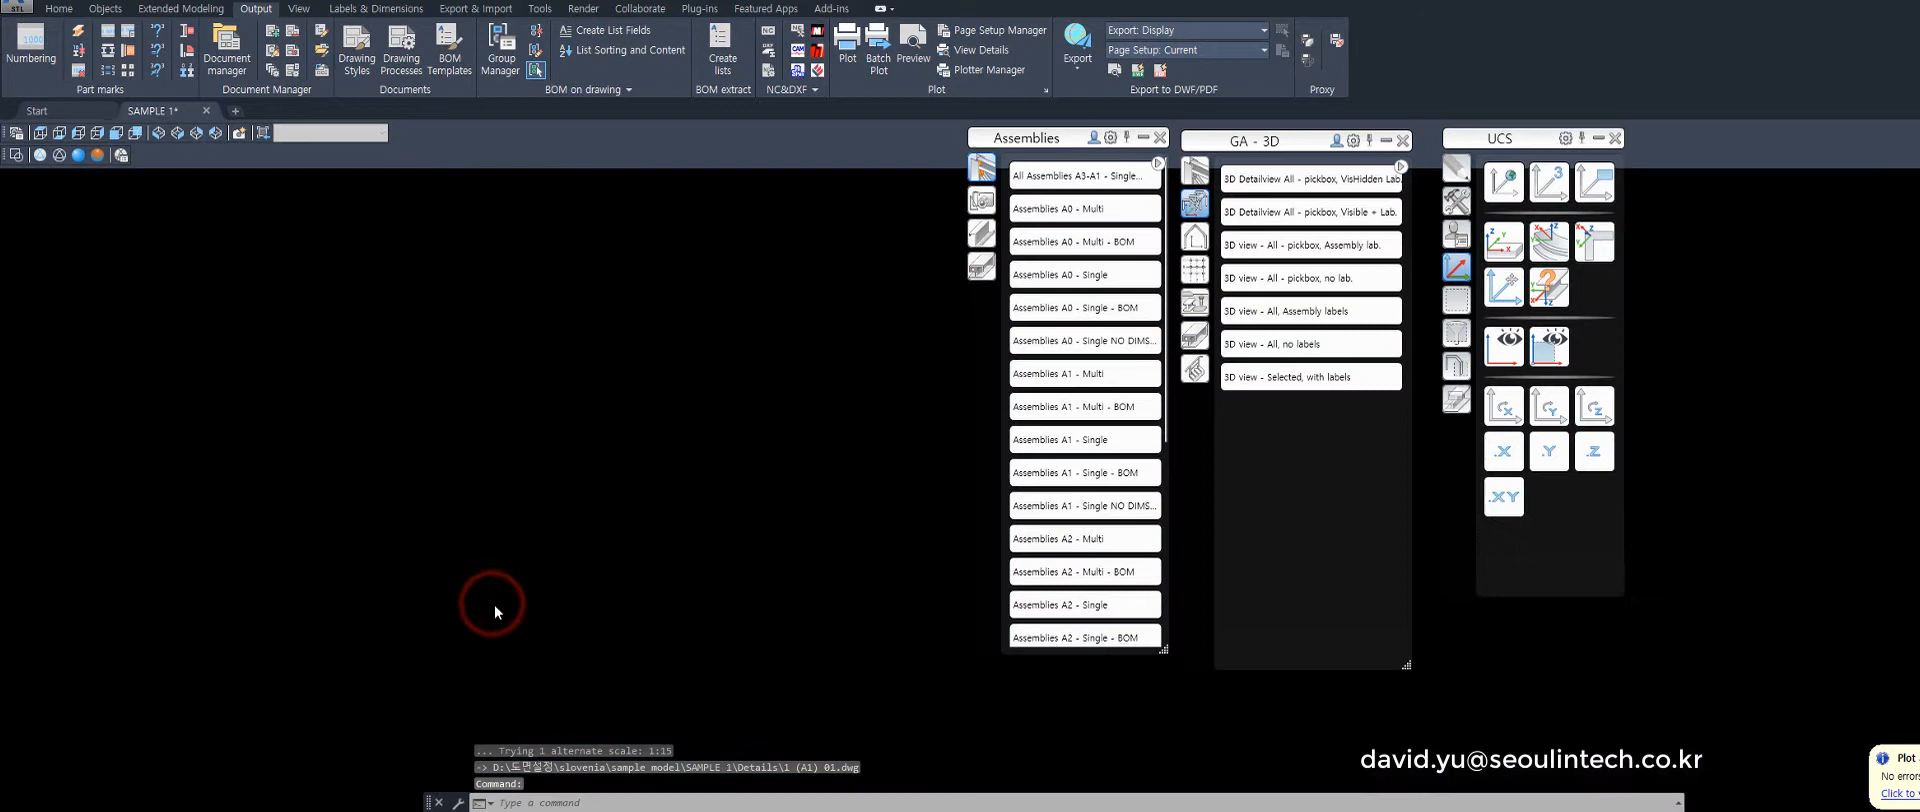 STL
Home Objects Extended Modeling Output View Labels & Dimensions Export & Import Tools Render Collaborate Plug-ins Featured Apps Add-ins
Numbering
Part marks
Document manager
Document Manager
Drawing Styles
Drawing Processes
BOM Templates
Documents
Group Manager
Create List Fields
List Sorting and Content
BOM on drawing
Create lists
BOM extract
NC&DXF
Plot
Batch Plot
Preview
Page Setup Manager
View Details
Plotter Manager
Plot
Export
Export: Display
Page Setup: Current
Export to DWF/PDF
Proxy
Start
SAMPLE 1*
Assemblies
All Assemblies A3-A1 - Single...
Assemblies A0 - Multi
Assemblies A0 - Multi - BOM
Assemblies A0 - Single
Assemblies A0 - Single - BOM
Assemblies A0 - Single NO DIMS...
Assemblies A1 - Multi
Assemblies A1 - Multi - BOM
Assemblies A1 - Single
Assemblies A1 - Single - BOM
Assemblies A1 - Single NO DIMS...
Assemblies A2 - Multi
Assemblies A2 - Multi - BOM
Assemblies A2 - Single
Assemblies A2 - Single - BOM
GA - 3D
3D Detailview All - pickbox, VisHidden Lab.
3D Detailview All - pickbox, Visible + Lab.
3D view - All - pickbox, Assembly lab.
3D view - All - pickbox, no lab.
3D view - All, Assembly labels
3D view - All, no labels
3D view - Selected, with labels
UCS
.X .Y .Z
.XY
... Trying 1 alternate scale: 1:15
-> D:\도면설정\slovenia\sample model\SAMPLE 1\Details\1 (A1) 01.dwg
Command:
Type a command
david.yu@seoulintech.co.kr
Plot
No errors
Click to